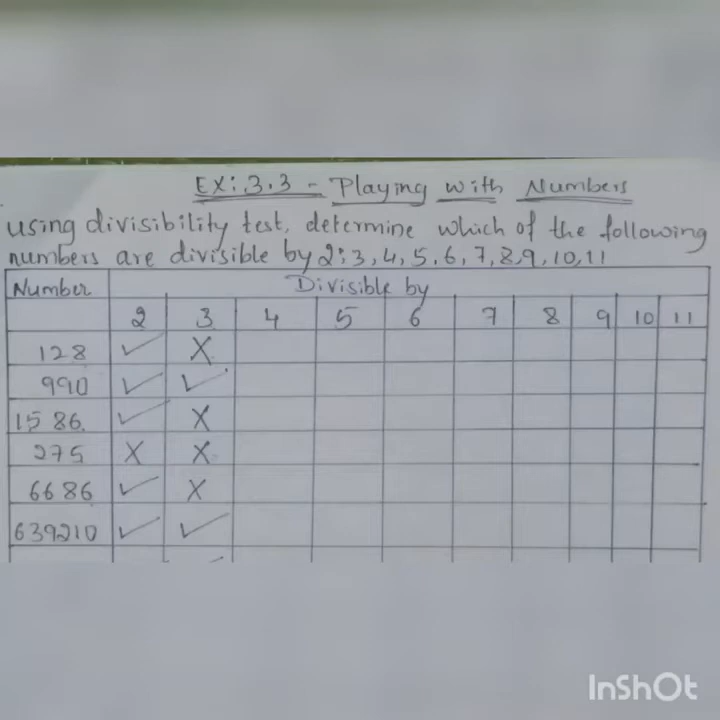 EX: 3.3 - Playing with Numbers
using divisibility test, determine which of the following
numbers are divisible by 2; 3, 4, 5, 6, 7, 8, 9, 10, 11
Number Divisible by
2 3 4 5 6 7 8 9 10 11
128 ✓ X
990 ✓ ✓
1586. ✓ X
275 X X
6686 ✓ X
639210 ✓ ✓
InShOt